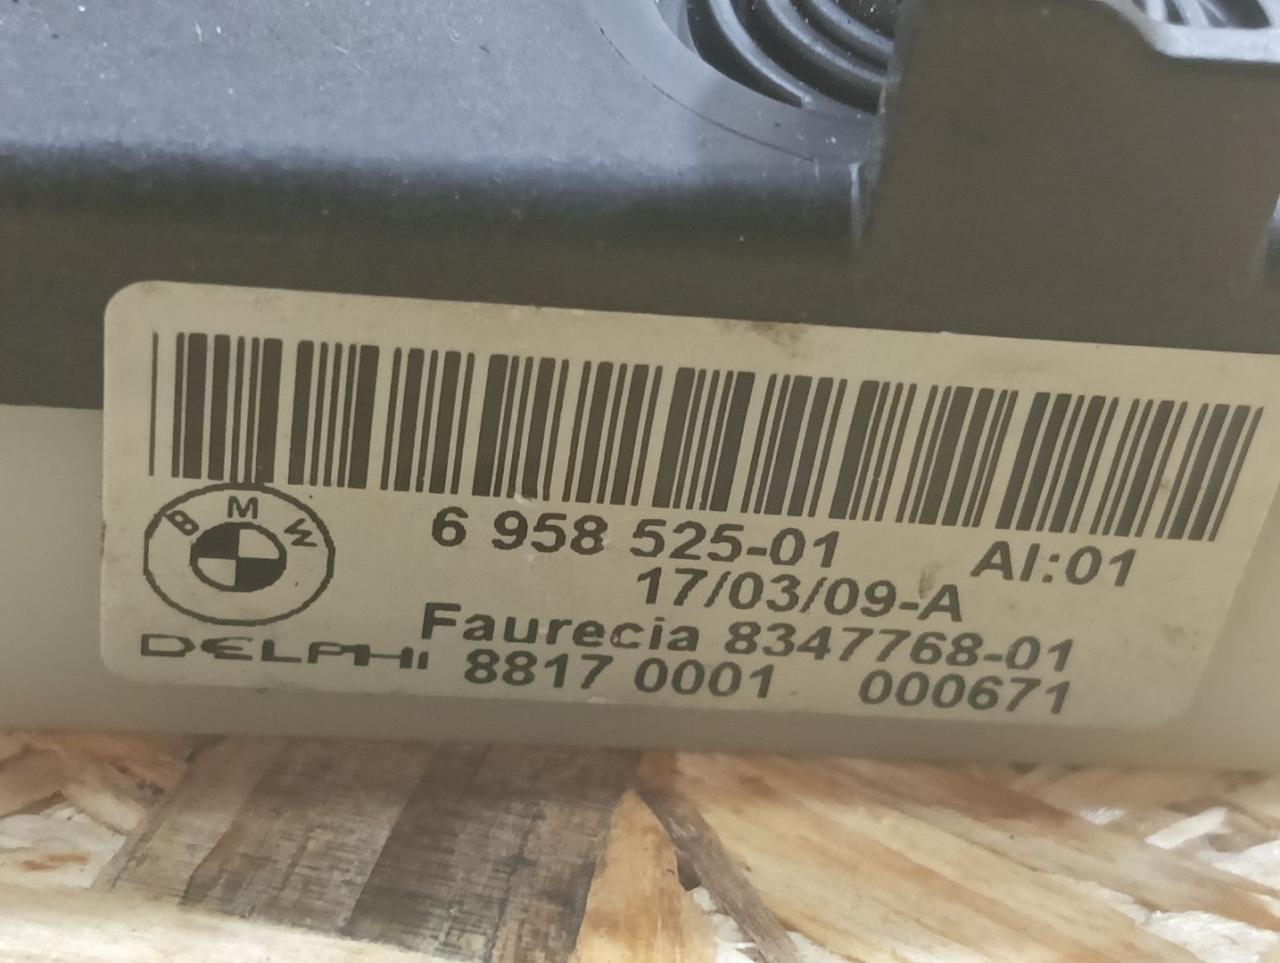 BMW
6 958 525-01 AI:01
17/03/09-A
Faurecia 8347768-01
DELPHI 8817 0001 000671